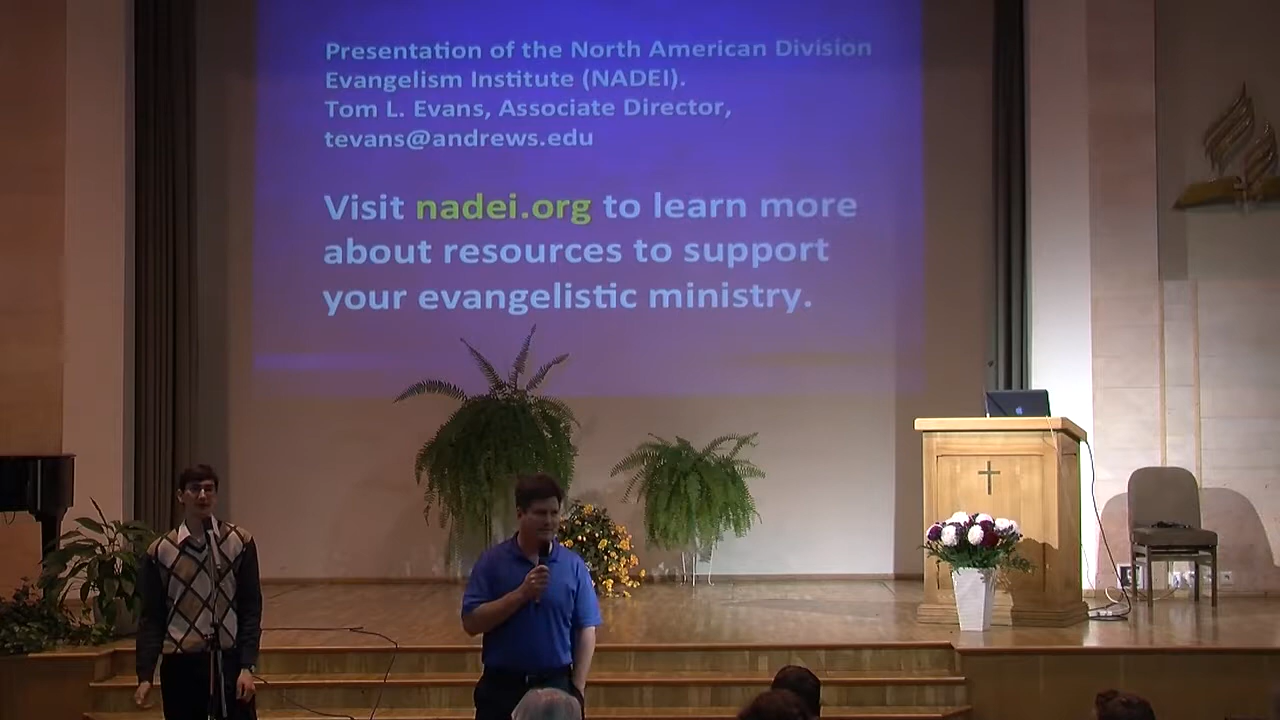 Presentation of the North American Division
Evangelism Institute (NADEI).
Tom L. Evans, Associate Director,
tevans@andrews.edu
Visit nadei.org to learn more
about resources to support
your evangelistic ministry.